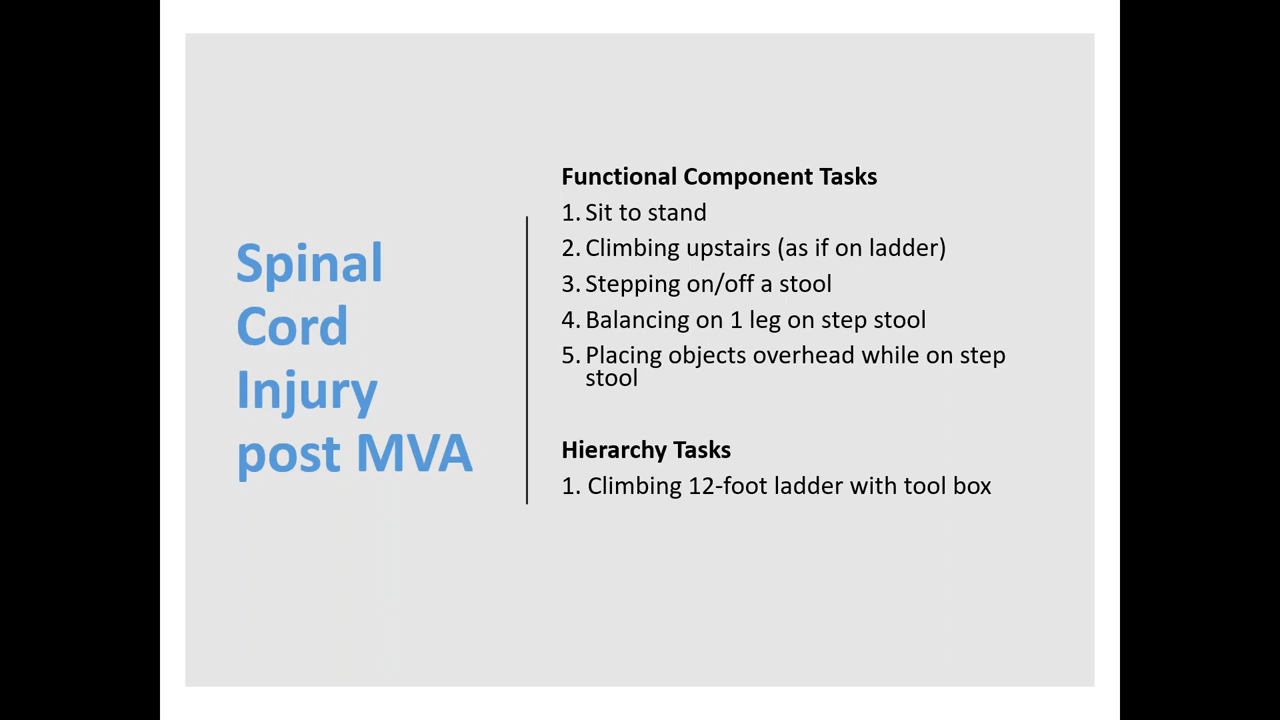 Spinal
Cord
Injury
post MVA
Functional Component Tasks
1. Sit to stand
2. Climbing upstairs (as if on ladder)
3. Stepping on/off a stool
4. Balancing on 1 leg on step stool
5. Placing objects overhead while on step
stool
Hierarchy Tasks
1. Climbing 12-foot ladder with tool box